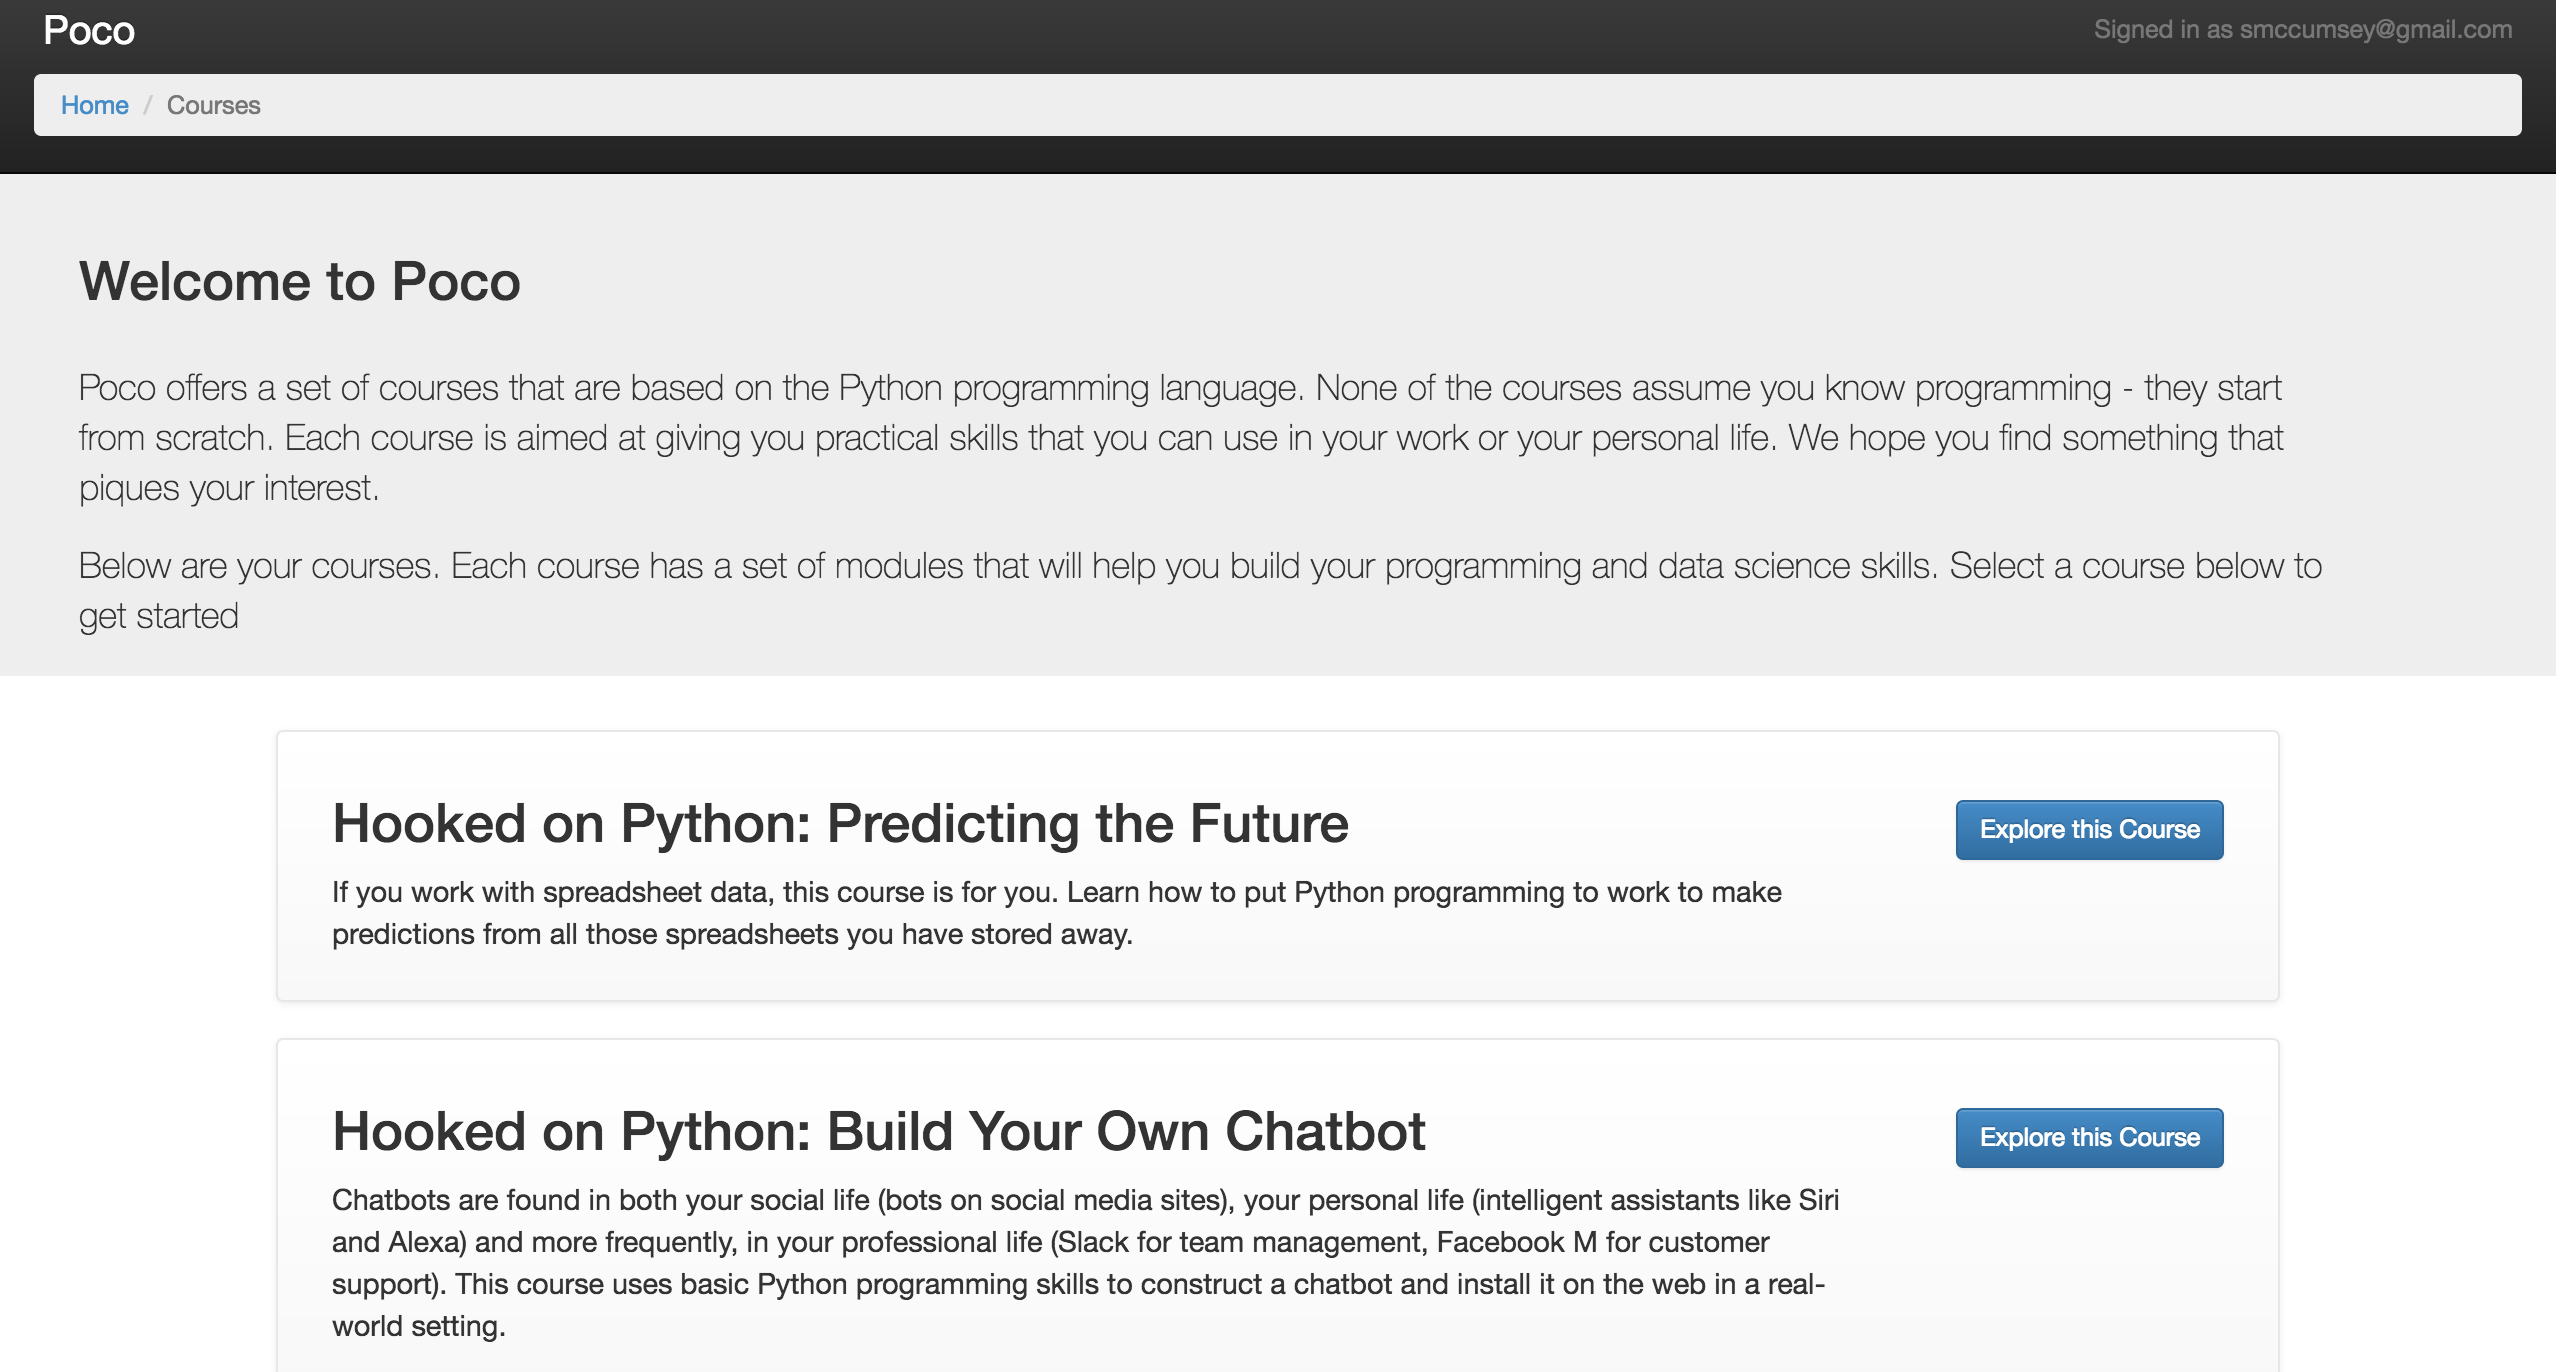 Poco
Signed in as smccumsey@gmail.com
Home / Courses
Welcome to Poco
Poco offers a set of courses that are based on the Python programming language. None of the courses assume you know programming - they start
from scratch. Each course is aimed at giving you practical skills that you can use in your work or your personal life. We hope you find something that
piques your interest.
Below are your courses. Each course has a set of modules that will help you build your programming and data science skills. Select a course below to
get started
Hooked on Python: Predicting the Future
Explore this Course
If you work with spreadsheet data, this course is for you. Learn how to put Python programming to work to make
predictions from all those spreadsheets you have stored away.
Hooked on Python: Build Your Own Chatbot
Explore this Course
Chatbots are found in both your social life (bots on social media sites), your personal life (intelligent assistants like Siri
and Alexa) and more frequently, in your professional life (Slack for team management, Facebook M for customer
support). This course uses basic Python programming skills to construct a chatbot and install it on the web in a real-
world setting.